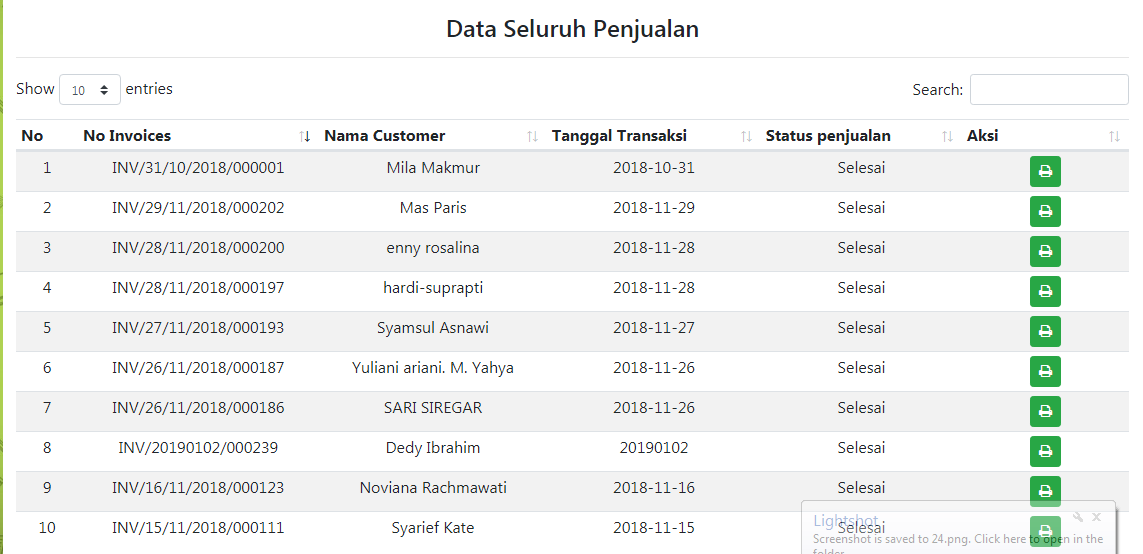 Data Seluruh Penjualan
Show 10 entries Search:
No No Invoices Nama Customer Tanggal Transaksi Status penjualan Aksi
1 INV/31/10/2018/000001 Mila Makmur 2018-10-31 Selesai
2 INV/29/11/2018/000202 Mas Paris 2018-11-29 Selesai
3 INV/28/11/2018/000200 enny rosalina 2018-11-28 Selesai
4 INV/28/11/2018/000197 hardi-suprapti 2018-11-28 Selesai
5 INV/27/11/2018/000193 Syamsul Asnawi 2018-11-27 Selesai
6 INV/26/11/2018/000187 Yuliani ariani. M. Yahya 2018-11-26 Selesai
7 INV/26/11/2018/000186 SARI SIREGAR 2018-11-26 Selesai
8 INV/20190102/000239 Dedy Ibrahim 20190102 Selesai
9 INV/16/11/2018/000123 Noviana Rachmawati 2018-11-16 Selesai
10 INV/15/11/2018/000111 Syarief Kate 2018-11-15 Selesai
Lightshot
Screenshot is saved to 24.png. Click here to open in the
folder.